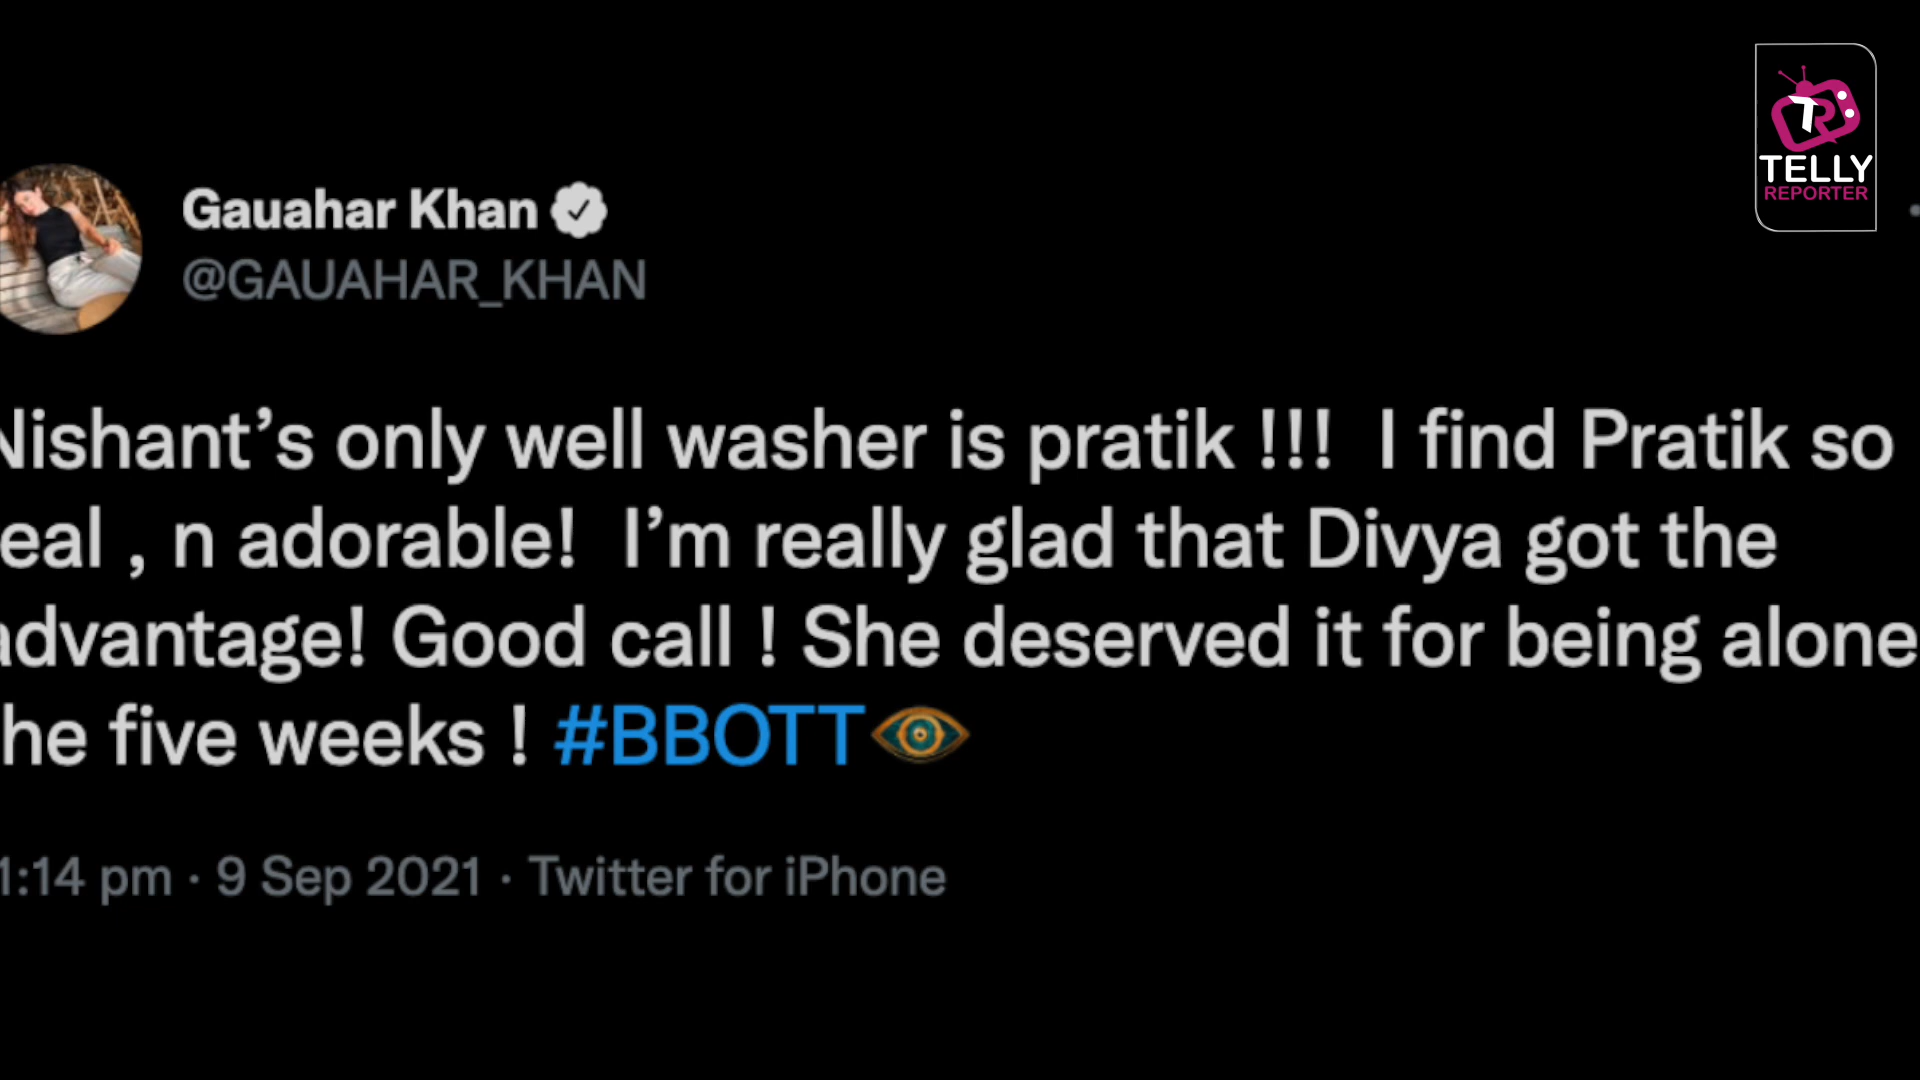 TELLY
REPORTER
Gauahar Khan
@GAUAHAR_KHAN
Nishant’s only well washer is pratik !!!  I find Pratik so
eal , n adorable!  I’m really glad that Divya got the
advantage! Good call ! She deserved it for being alone
he five weeks ! #BBOTT
1:14 pm · 9 Sep 2021 · Twitter for iPhone